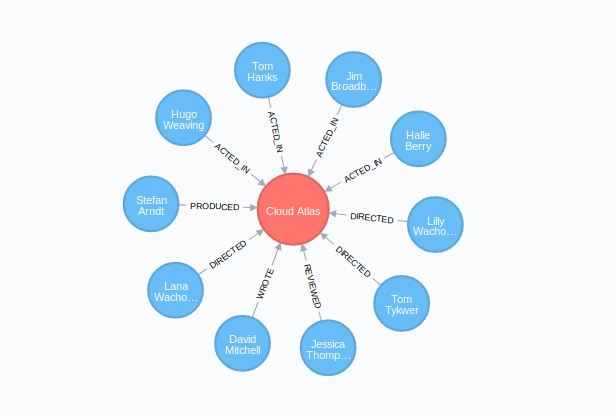 Tom
Hanks
Jim
Broadb...
Hugo
Weaving
Halle
Berry
ACTED_IN
ACTED_IN
ACTED_IN
ACTED_IN
Stefan
Arndt
PRODUCED
Cloud Atlas
DIRECTED
Lilly
Wacho...
DIRECTED
DIRECTED
Lana
Wacho...
WROTE
REVIEWED
Tom
Tykwer
David
Mitchell
Jessica
Thomp...